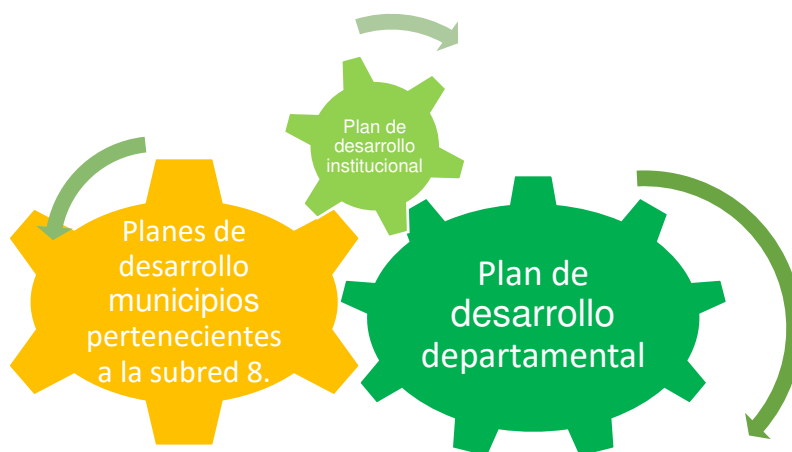 Plan de
desarrollo
institucional
Planes de
desarrollo
municipios
pertenecientes
a la subred 8.
Plan de
desarrollo
departamental